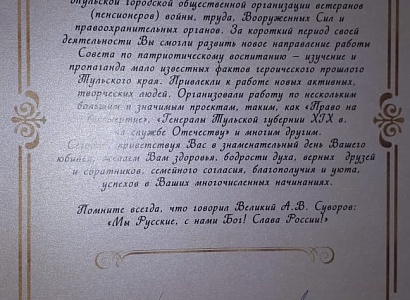 Тульской городской общественной организации ветеранов
(пенсионеров) войны, труда, Вооруженных Сил и
правоохранительных органов. За короткий период своей
деятельности Вы смогли развить новое направление работы
Совета по патриотическому воспитанию – изучение и
пропаганда мало известных фактов героического прошлого
Тульского края. Привлекли к работе новых активных,
творческих людей. Организовали работу по нескольким
большим и значимым проектам, таким, как «Право на
бессмертие», «Генералы Тульской губернии XIX в.
на службе Отечеству» и многим другим.
Сегодня, приветствуя Вас в знаменательный день Вашего
юбилея, желаем Вам здоровья, бодрости духа, верных друзей
и соратников, семейного согласия, благополучия и уюта,
успехов в Ваших многочисленных начинаниях.
Помните всегда, что говорил Великий А.В. Суворов:
«Мы Русские, с нами Бог! Слава России!»